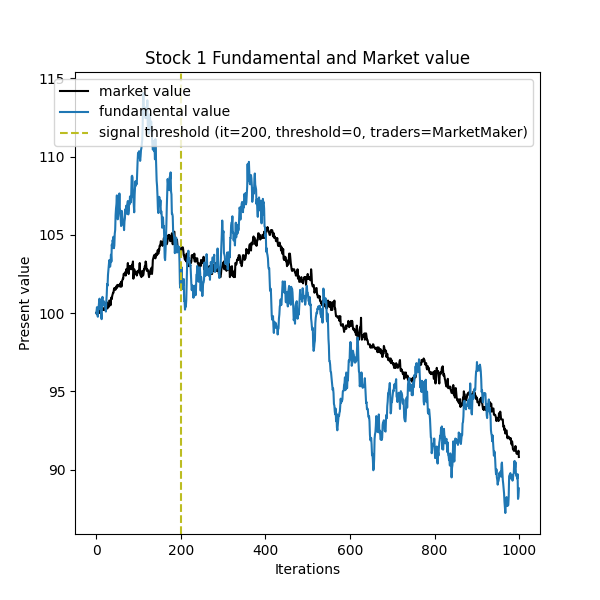 Stock 1 Fundamental and Market value
market value
fundamental value
signal threshold (it=200, threshold=0, traders=MarketMaker)
115
110
105
100
95
90
Present value
0
200
400
600
800
1000
Iterations